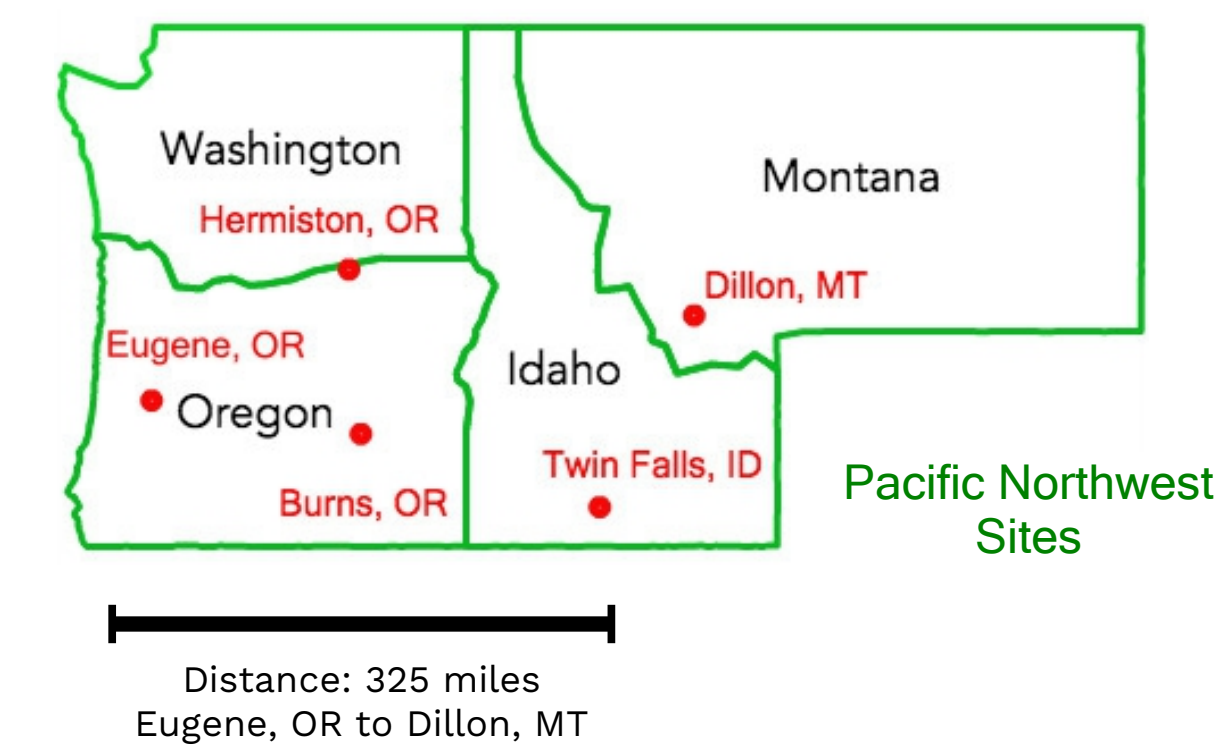 Washington
Montana
Hermiston, OR
Dillon, MT
Eugene, OR
Idaho
Oregon
Twin Falls, ID
Burns, OR
Pacific Northwest
Sites
Distance: 325 miles
Eugene, OR to Dillon, MT